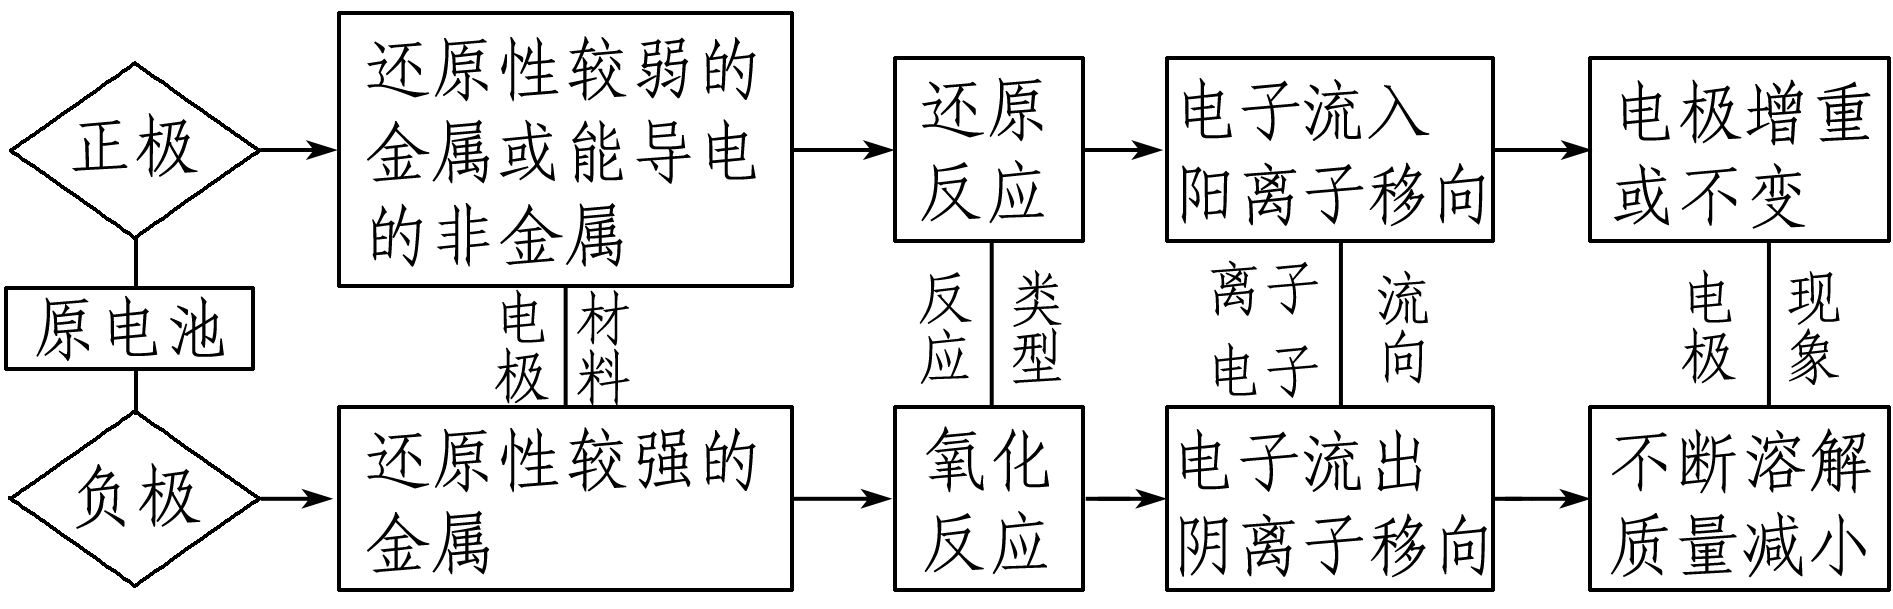 正极
还原性较弱的
金属或能导电
的非金属
还原
反应
电子流入
阳离子移向
电极增重
或不变
原电池
电极
材料
反应
类型
离子
电子
流向
电极
现象
负极
还原性较强的
金属
氧化
反应
电子流出
阴离子移向
不断溶解
质量减小